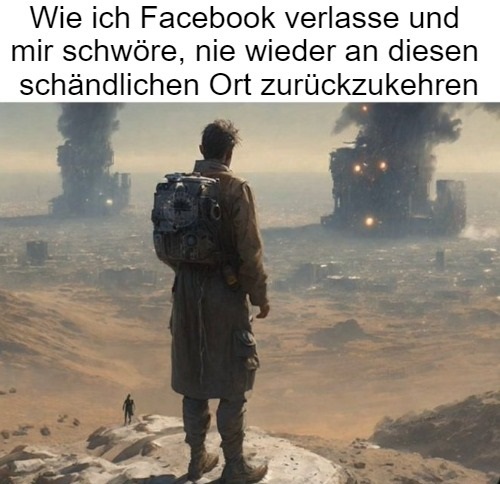 Wie ich Facebook verlasse und
mir schwöre, nie wieder an diesen
schändlichen Ort zurückzukehren